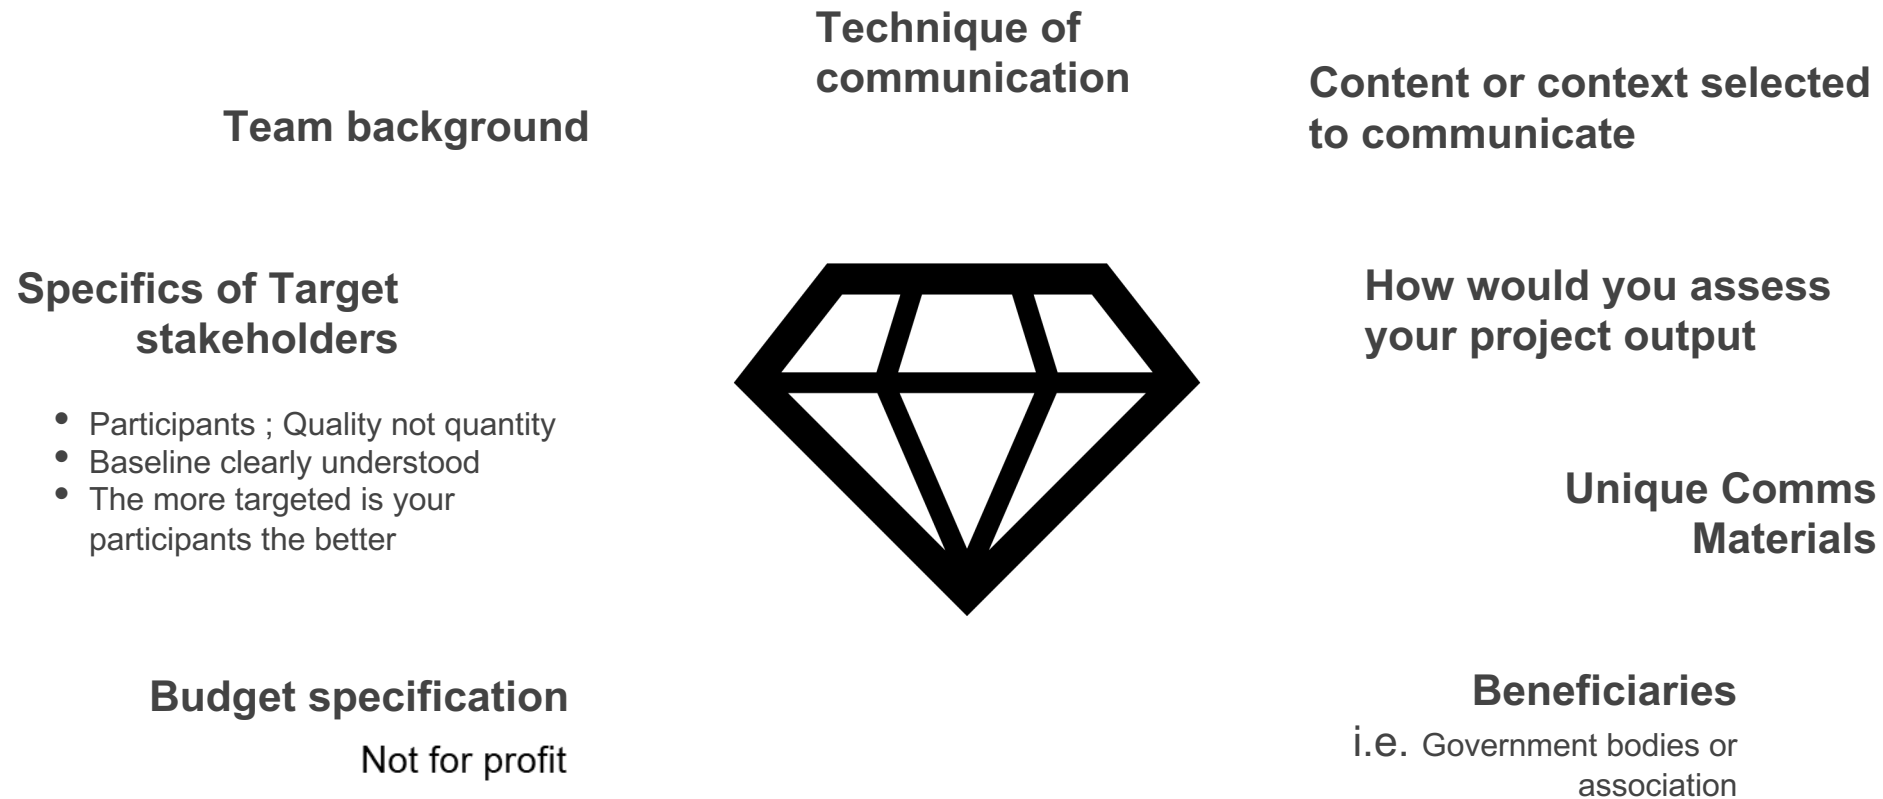 Technique of
communication
Team background
Content or context selected
to communicate
Specifics of Target
stakeholders
• Participants ; Quality not quantity
• Baseline clearly understood
• The more targeted is your
participants the better
How would you assess
your project output
Unique Comms
Materials
Budget specification
Not for profit
Beneficiaries
i.e. Government bodies or
association